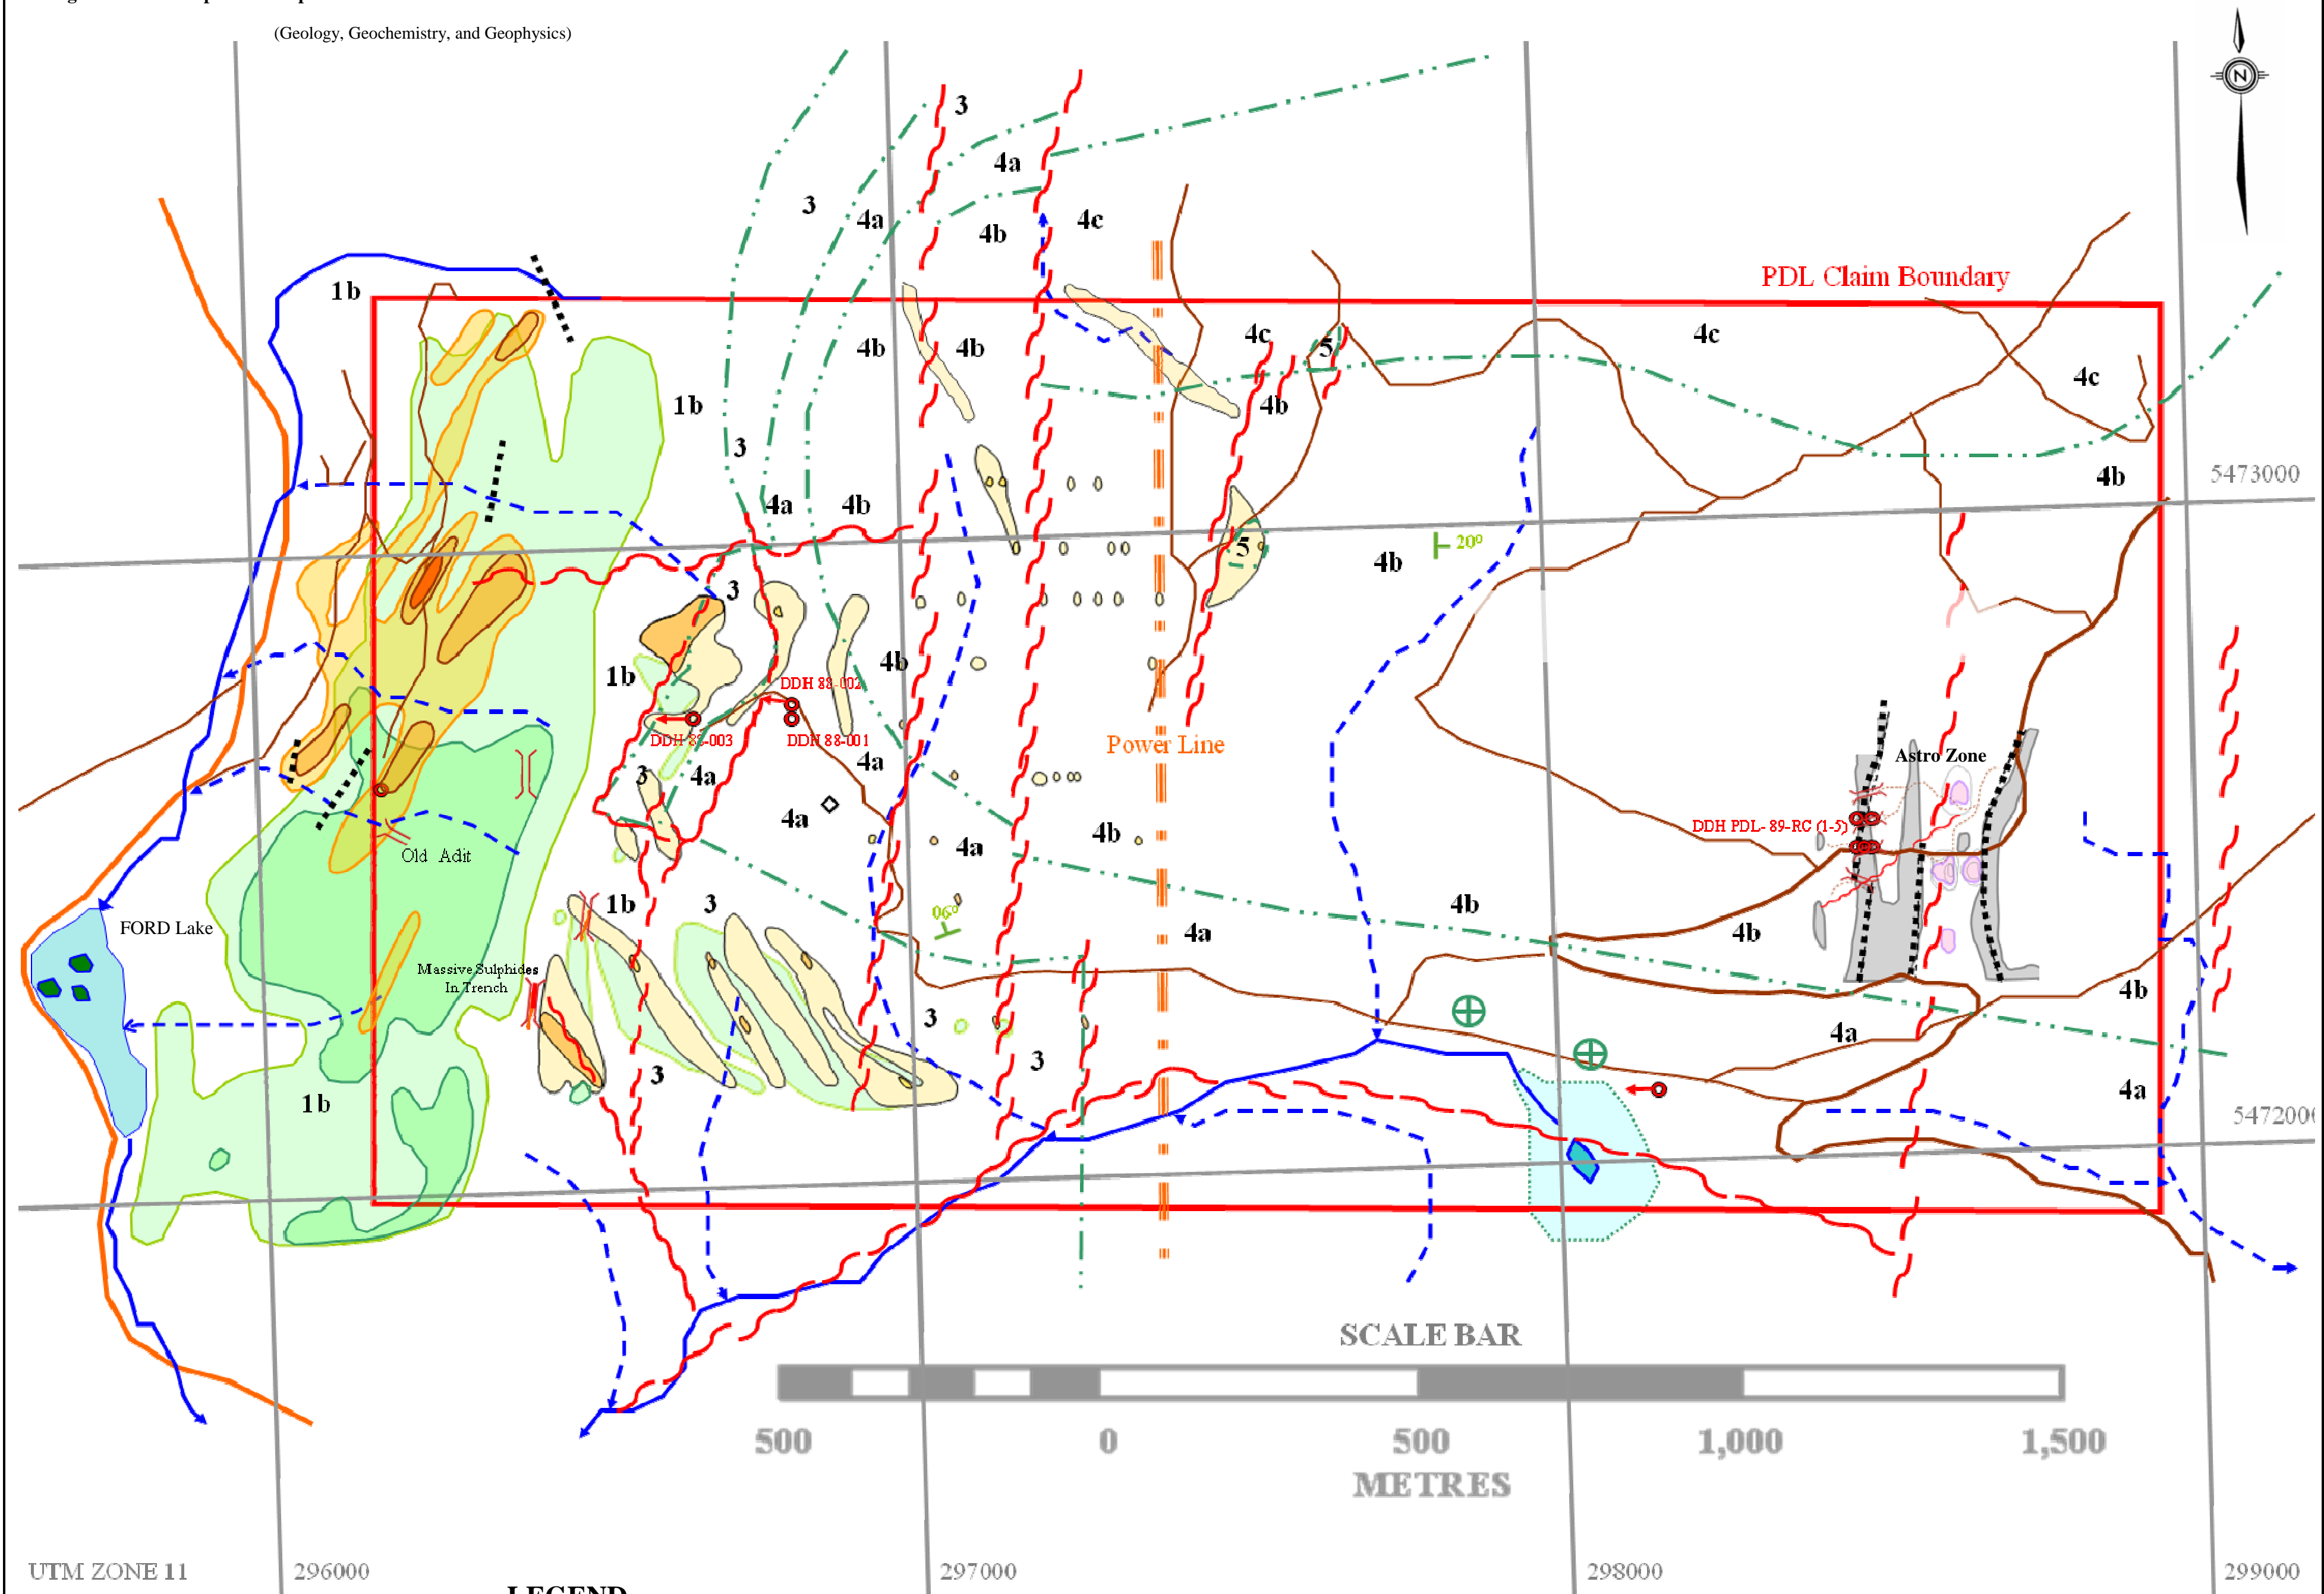 (Geology, Geochemistry, and Geophysics)
N
3
4a
3
4a
4b
4c
PDL Claim Boundary
1b
4b
4b
4c
5
4c
4c
1b
4b
3
4b
5473000
4a
4b
20º
5
4b
3
4b
1b
DDH 88-002
DDH 88-003
DDH 88-001
Power Line
Astro Zone
4a
3
4a
4a
DDH PDL- 89-RC (1-5)
4b
4a
Old Adit
1b
3
4b
06º
FORD Lake
4a
4b
Massive Sulphides
In Trench
4b
3
4a
3
3
4a
1b
547200
SCALE BAR
500
0
500
1,000
1,500
METRES
UTM ZONE 11
296000
297000
298000
299000
LEGEND